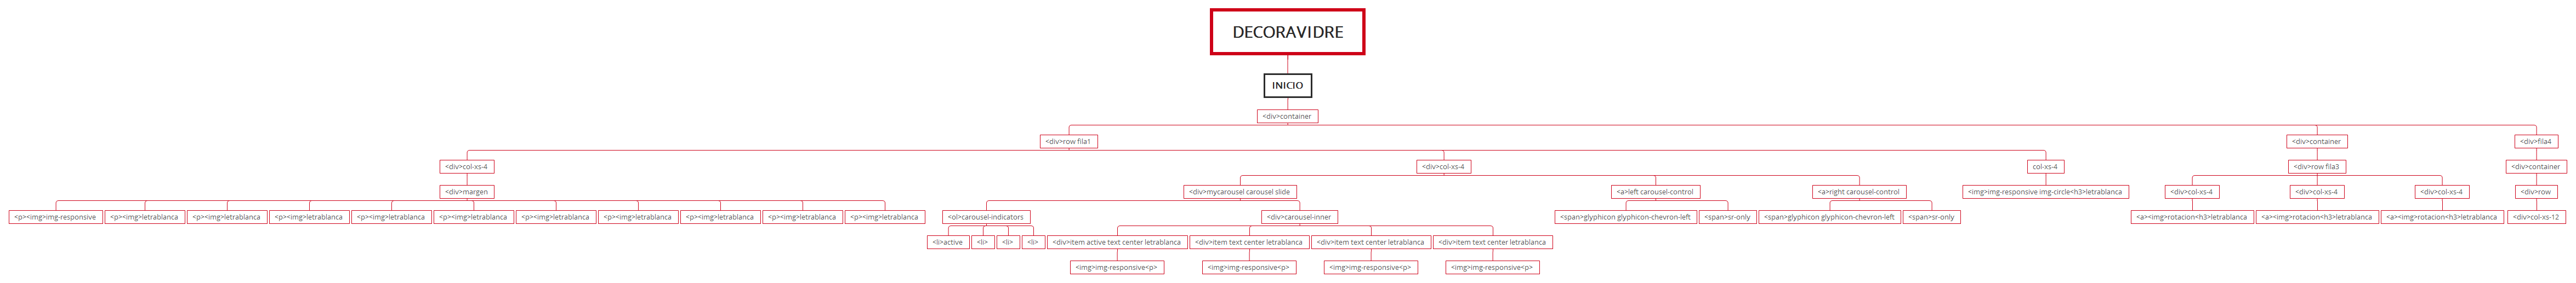 DECORAVIDRE
INICIO
<div>container
<div>row fila1
<div>container
<div>fila4
<div>col-xs-4
<div>col-xs-4
col-xs-4
<div>row fila3
<div>container
<div>margen
<div>mycarousel carousel slide
<a>left carousel-control
<a>right carousel-control
<img>img-responsive img-circle<h3>letrablanca
<div>col-xs-4
<div>col-xs-4
<div>col-xs-4
<div>row
<p><img>img-responsive
<p><img>letrablanca
<p><img>letrablanca
<p><img>letrablanca
<p><img>letrablanca
<p><img>letrablanca
<p><img>letrablanca
<p><img>letrablanca
<p><img>letrablanca
<p><img>letrablanca
<p><img>letrablanca
<ol>carousel-indicators
<div>carousel-inner
<span>glyphicon glyphicon-chevron-left
<span>sr-only
<span>glyphicon glyphicon-chevron-left
<span>sr-only
<a><img>rotacion<h3>letrablanca
<a><img>rotacion<h3>letrablanca
<a><img>rotacion<h3>letrablanca
<div>col-xs-12
<li>active
<li>
<li>
<li>
<div>item active text center letrablanca
<div>item text center letrablanca
<div>item text center letrablanca
<div>item text center letrablanca
<img>img-responsive<p>
<img>img-responsive<p>
<img>img-responsive<p>
<img>img-responsive<p>